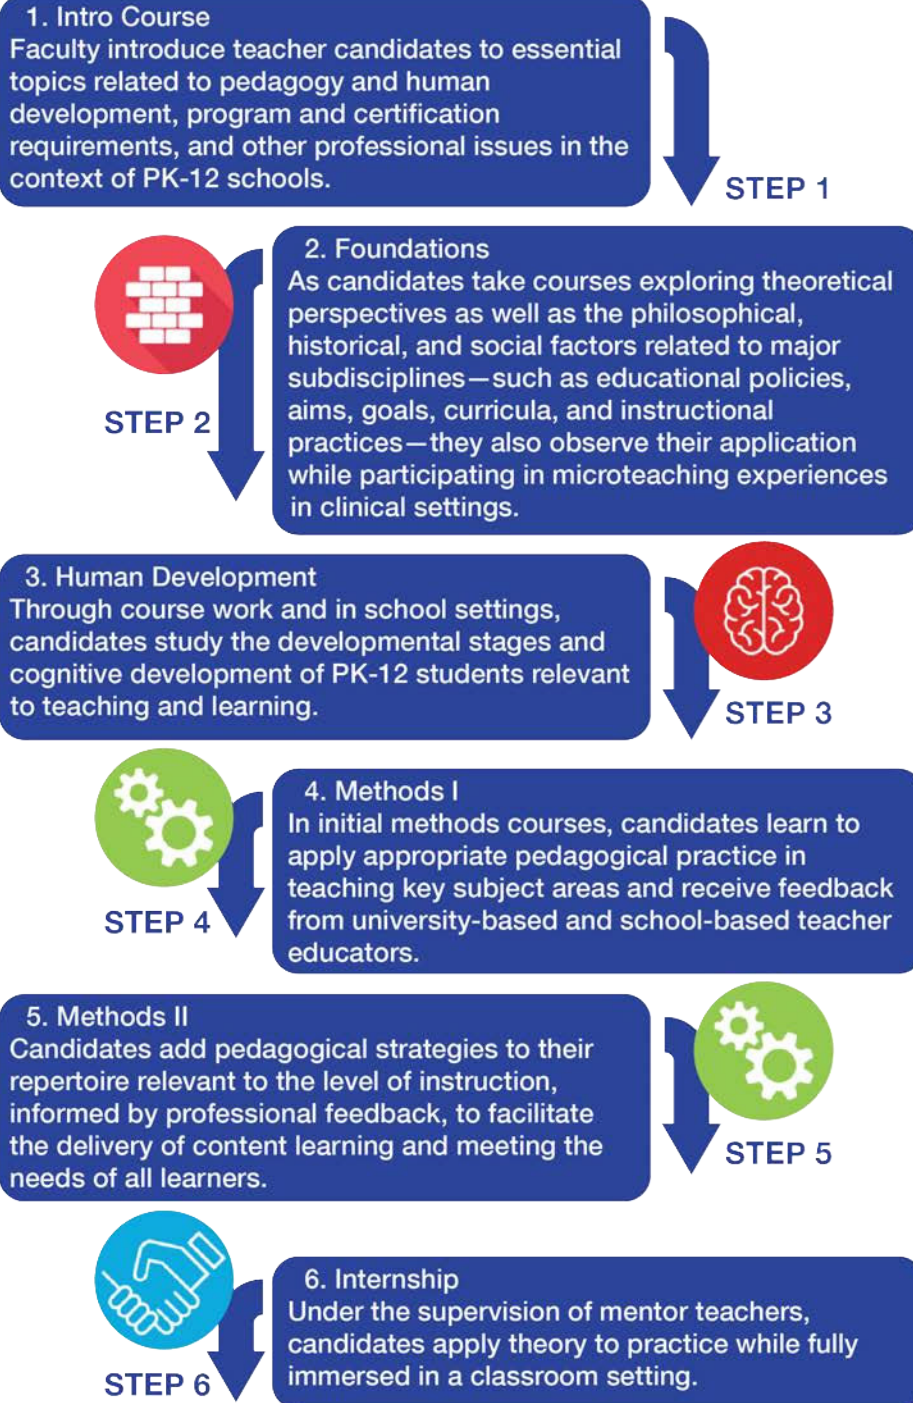 1. Intro Course
Faculty introduce teacher candidates to essential
topics related to pedagogy and human
development, program and certification
requirements, and other professional issues in the
context of PK-12 schools.
STEP 1
2. Foundations
As candidates take courses exploring theoretical
perspectives as well as the philosophical,
historical, and social factors related to major
subdisciplines—such as educational policies,
aims, goals, curricula, and instructional
practices—they also observe their application
while participating in microteaching experiences
in clinical settings.
STEP 2
3. Human Development
Through course work and in school settings,
candidates study the developmental stages and
cognitive development of PK-12 students relevant
to teaching and learning.
STEP 3
4. Methods I
In initial methods courses, candidates learn to
apply appropriate pedagogical practice in
teaching key subject areas and receive feedback
from university-based and school-based teacher
educators.
STEP 4
5. Methods II
Candidates add pedagogical strategies to their
repertoire relevant to the level of instruction,
informed by professional feedback, to facilitate
the delivery of content learning and meeting the
needs of all learners.
STEP 5
6. Internship
Under the supervision of mentor teachers,
candidates apply theory to practice while fully
immersed in a classroom setting.
STEP 6